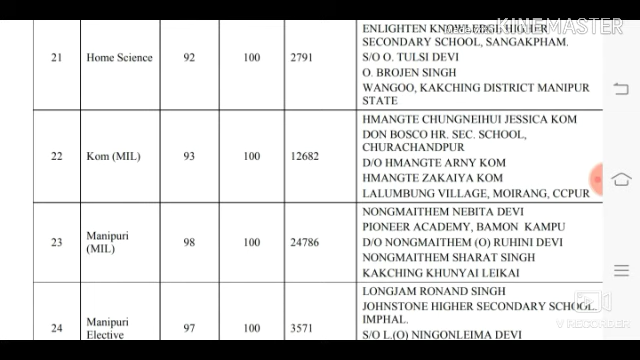 ENLIGHTEN KNOWLEDGE HIGHER
KINEMASTER
SECONDARY SCHOOL, SANGAKPHAM.
21 Home Science 92 100 2791 S/O O. TULSI DEVI
O. BROJEN SINGH
WANGOO, KAKCHING DISTRICT MANIPUR
STATE
HMANGTE CHUNGNEIHUI JESSICA KOM
DON BOSCO HR. SEC. SCHOOL,
CHURACHANDPUR
22 Kom (MIL) 93 100 12682
D/O HMANGTE ARNY KOM
HMANGTE ZAKAIYA KOM
LALUMBUNG VILLAGE, MOIRANG, CCPUR
NONGMAITHEM NEBITA DEVI
PIONEER ACADEMY, BAMON KAMPU
23 Manipuri (MIL) 98 100 24786
D/O NONGMAITHEM (O) RUHINI DEVI
NONGMAITHEM SHARAT SINGH
KAKCHING KHUNYAI LEIKAI
LONGJAM RONAND SINGH
JOHNSTONE HIGHER SECONDARY SCHOOL.
IMPHAL.
24 Manipuri Elective 97 100 3571
S/O L.(O) NINGONLEIMA DEVI
RECORDER